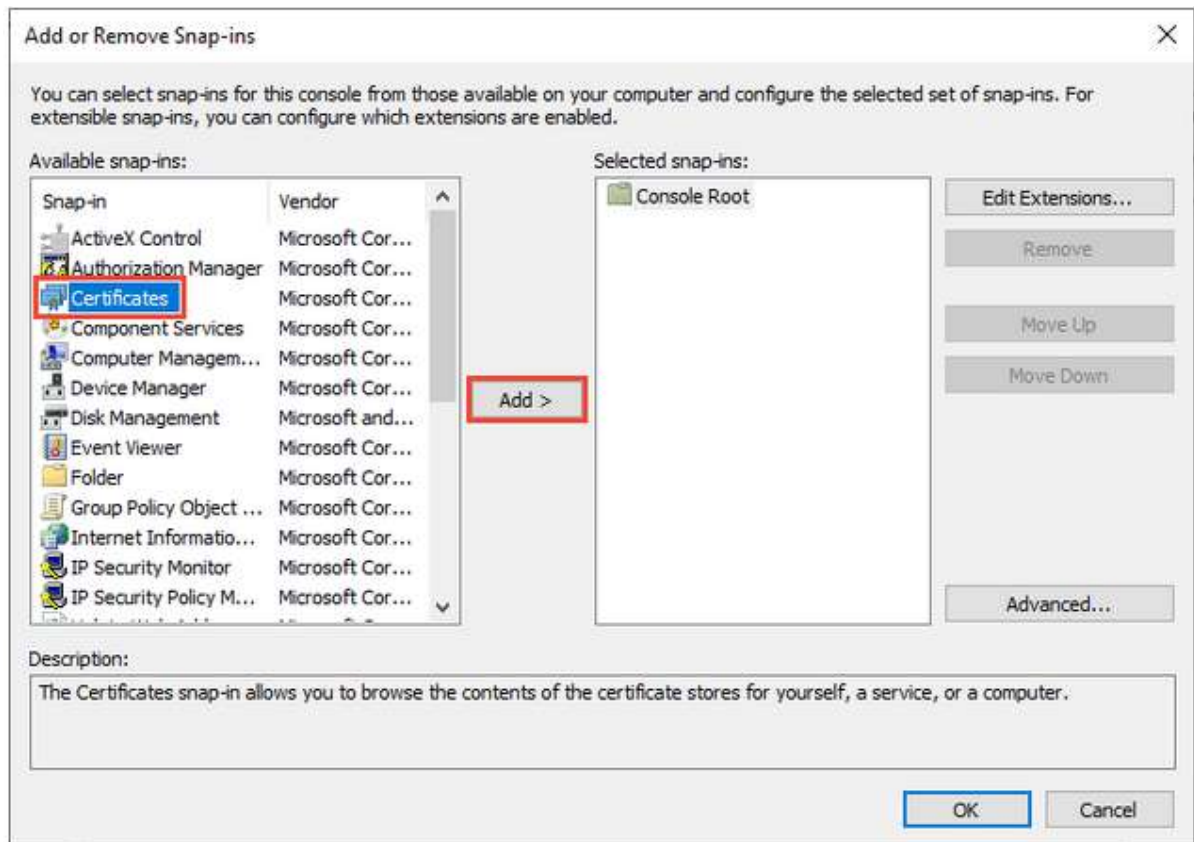 Add or Remove Snap-ins
You can select snap-ins for this console from those available on your computer and configure the selected set of snap-ins. For
extensible snap-ins, you can configure which extensions are enabled.
Available snap-ins:
Selected snap-ins:
Snap-in Vendor
ActiveX Control Microsoft Cor...
Authorization Manager Microsoft Cor...
Certificates Microsoft Cor...
Component Services Microsoft Cor...
Computer Managem... Microsoft Cor...
Device Manager Microsoft Cor...
Disk Management Microsoft and...
Event Viewer Microsoft Cor...
Folder Microsoft Cor...
Group Policy Object ... Microsoft Cor...
Internet Informatio... Microsoft Cor...
IP Security Monitor Microsoft Cor...
IP Security Policy M... Microsoft Cor...
Add >
Console Root
Edit Extensions...
Remove
Move Up
Move Down
Advanced...
Description:
The Certificates snap-in allows you to browse the contents of the certificate stores for yourself, a service, or a computer.
OK
Cancel